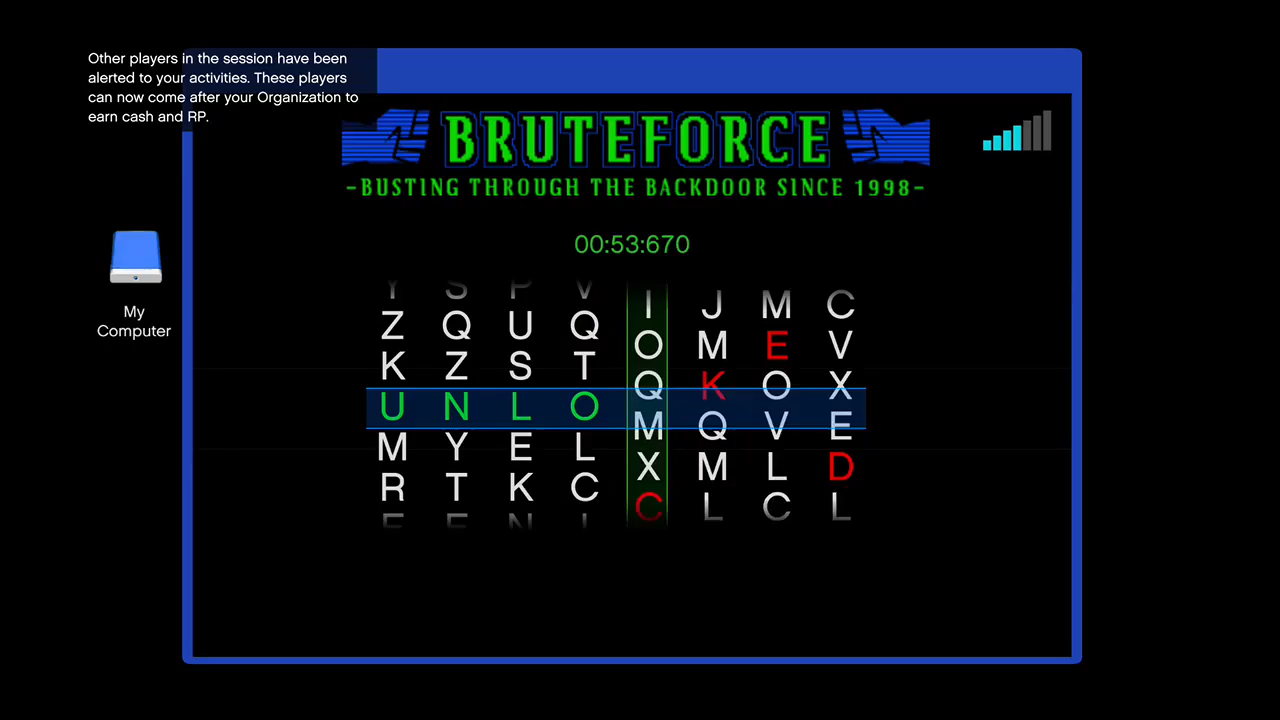 Other players in the session have been
alerted to your activities. These players
can now come after your Organization to
earn cash and RP.
BRUTEFORCE
-BUSTING THROUGH THE BACKDOOR SINCE 1998-
00:53:670
My
Computer
S P V I J M C
Z Q U Q O M E V
K Z S T Q K O X
U N L O M Q V E
M Y E L X M L D
R T K C C L C L